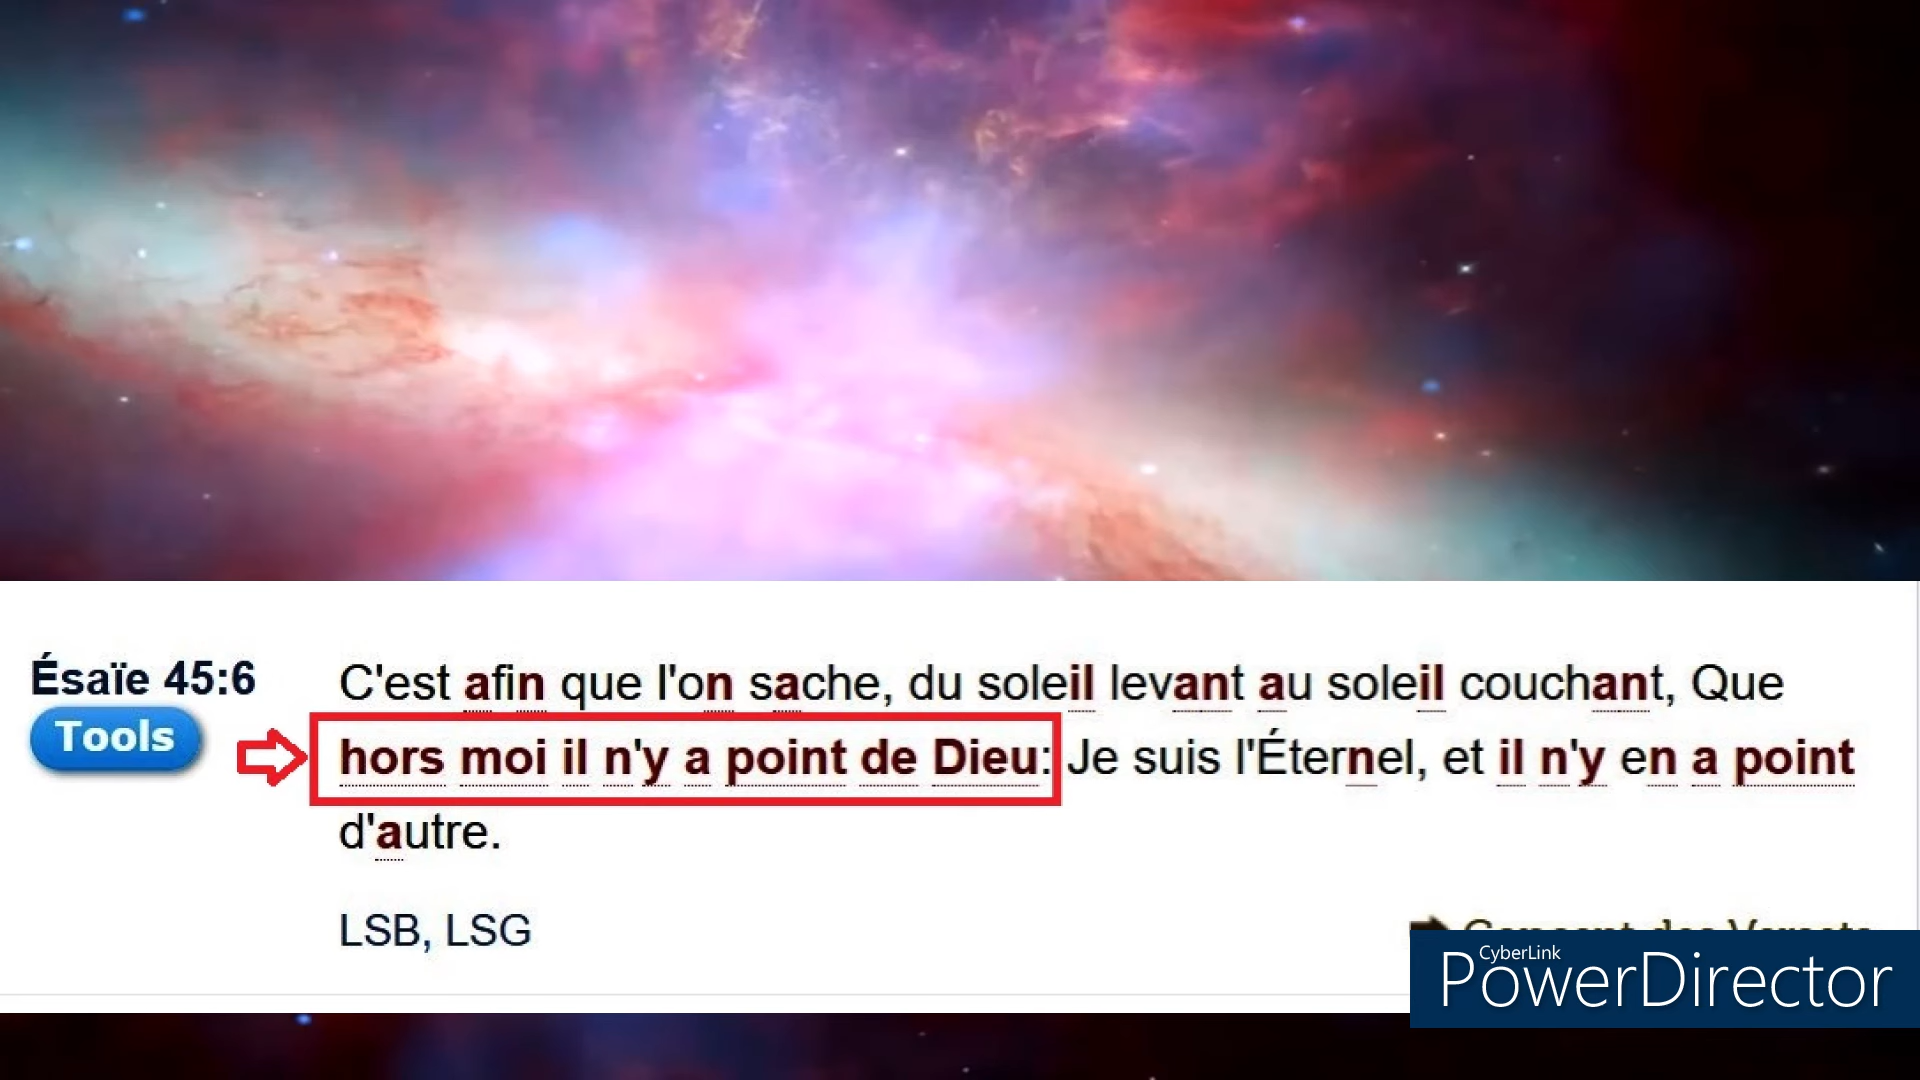 Ésaïe 45:6
Tools
C'est afin que l'on sache, du soleil levant au soleil couchant, Que
hors moi il n'y a point de Dieu: Je suis l'Éternel, et il n'y en a point
d'autre.
LSB, LSG
CyberLink
PowerDirector